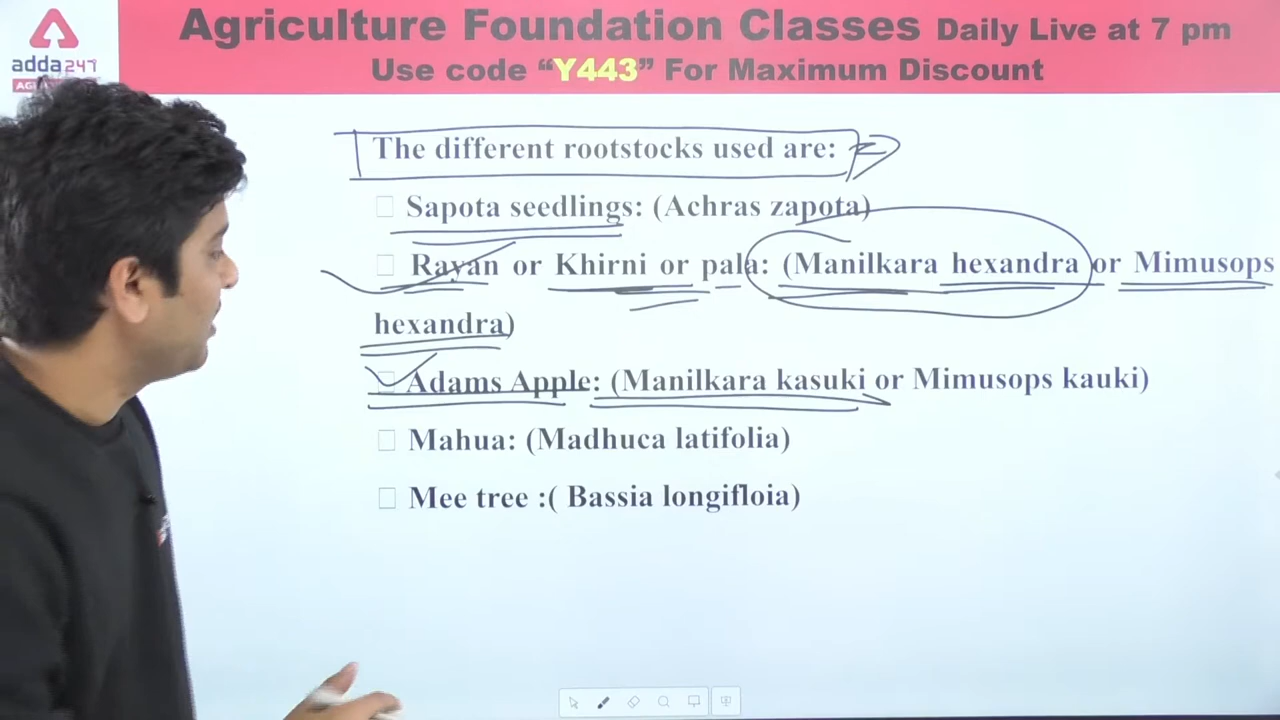 Agriculture Foundation Classes Daily Live at 7 pm
Use code “Y443” For Maximum Discount
adda247
The different rootstocks used are:
Sapota seedlings: (Achras zapota)
Rayan or Khirni or pala: (Manilkara hexandra or Mimusops
hexandra)
Adams Apple: (Manilkara kasuki or Mimusops kauki)
Mahua: (Madhuca latifolia)
Mee tree :( Bassia longifloia)